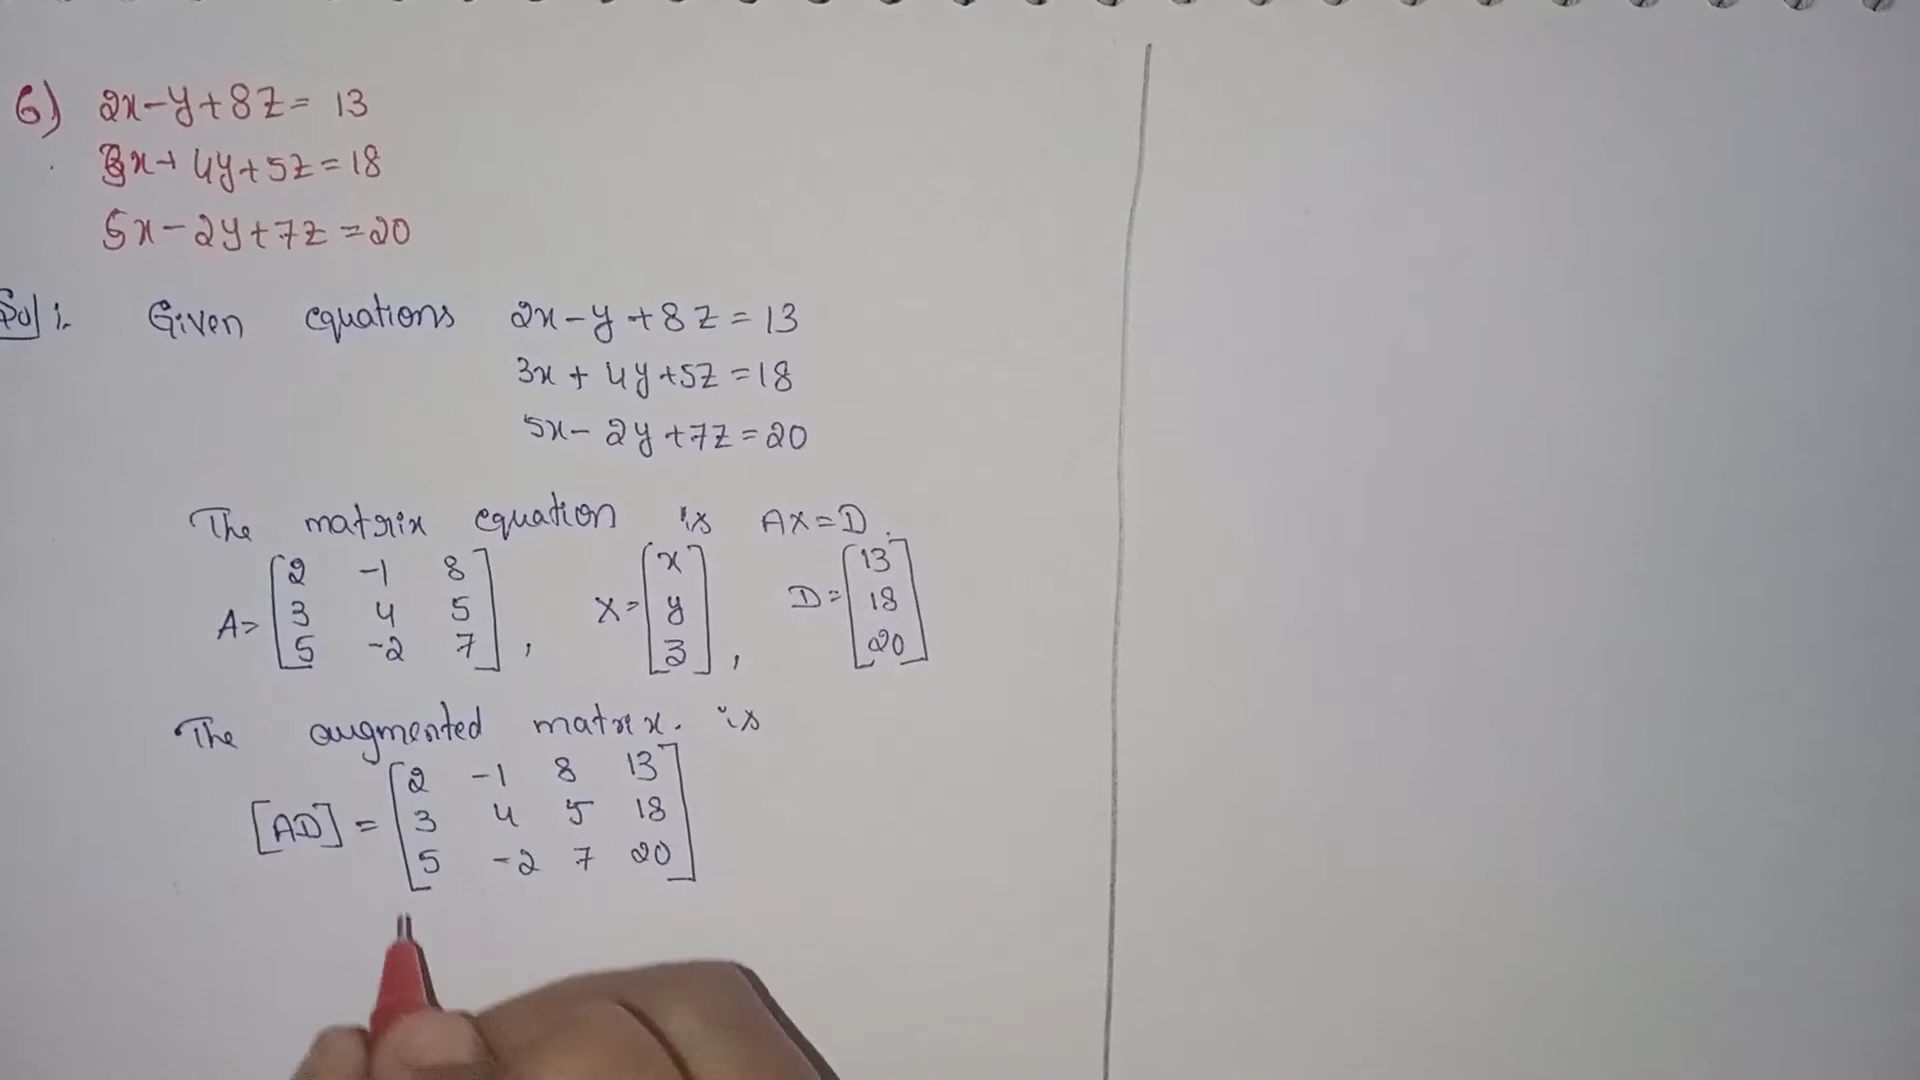 6) 2x-y+8z= 13
3x+ 4y+5z=18
5x-2y+7z=20
Sol:- Given equations 2x-y+8z=13
3x+4y+5z=18
5x-2y+7z=20
The matrix equation is AX=D.
A= [2 -1 8
3 4 5
5 -2 7], X= [x
y
3], D= [13
18
20]
The augmented matrix. is
[AD] = [2 -1 8 13
3 4 5 18
5 -2 7 20]